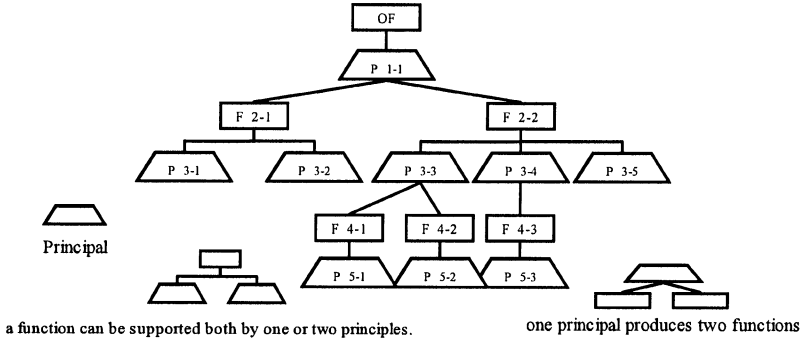 OF
P 1-1
F 2-1
F 2-2
P 3-1
P 3-2
P 3-3
P 3-4
P 3-5
F 4-1
F 4-2
F 4-3
Principal
P 5-1
P 5-2
P 5-3
a function can be supported both by one or two principles.
one principal produces two functions